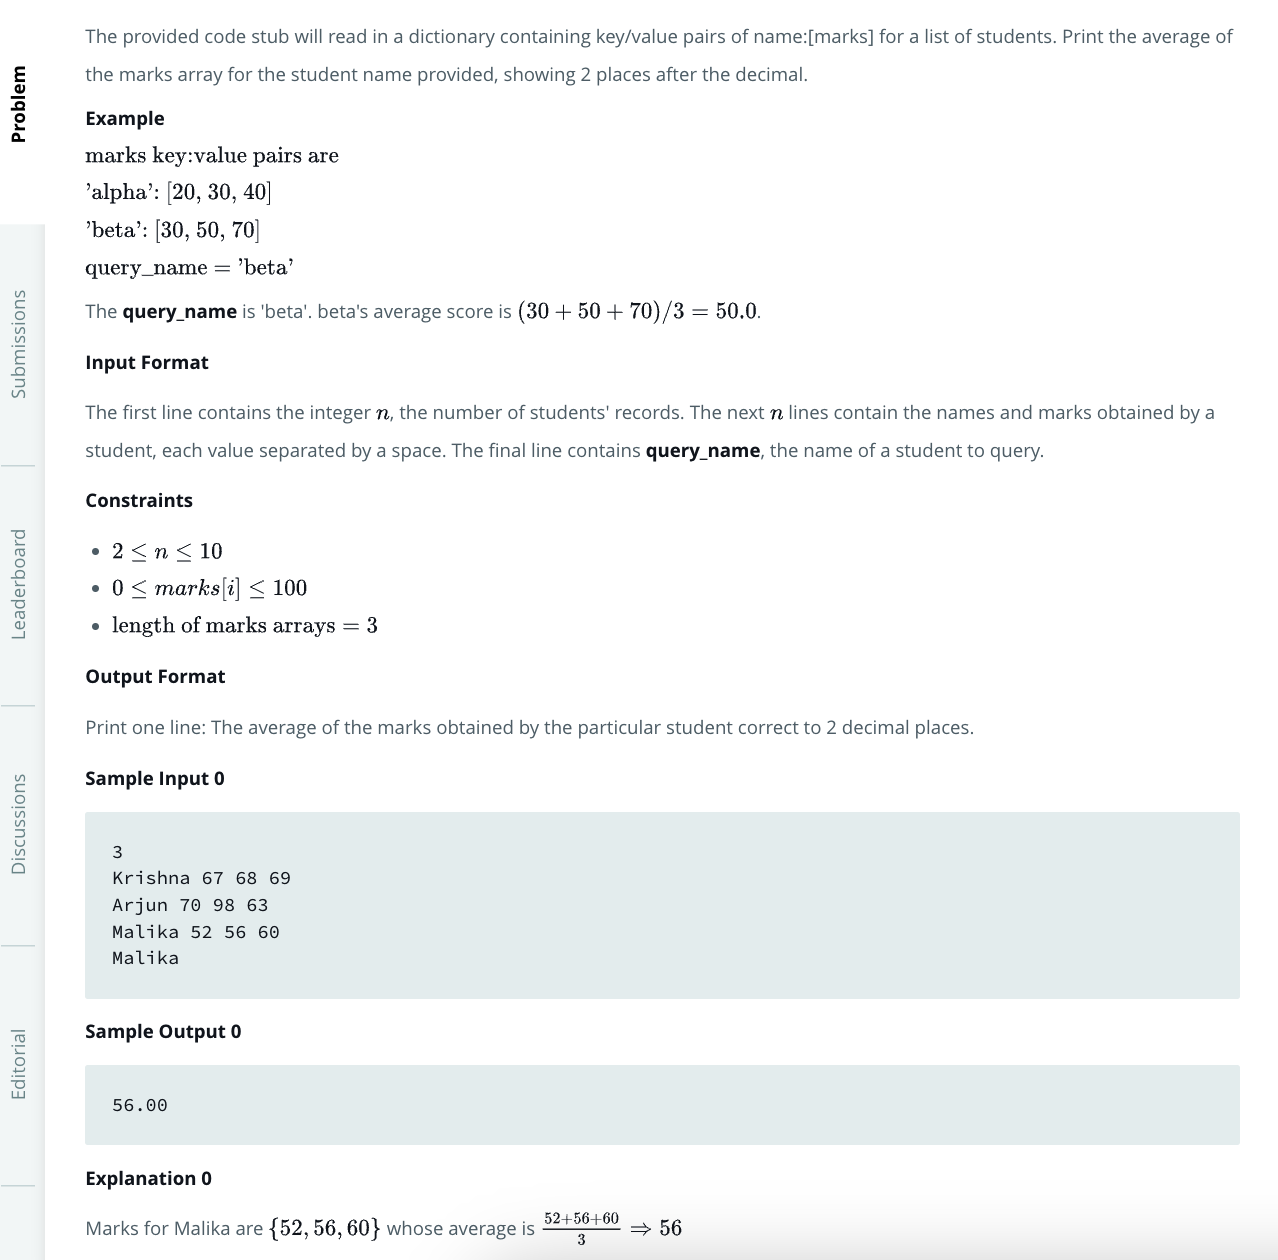 Problem
Submissions
Leaderboard
Discussions
Editorial
The provided code stub will read in a dictionary containing key/value pairs of name:[marks] for a list of students. Print the average of
the marks array for the student name provided, showing 2 places after the decimal.
Example
marks key:value pairs are
’alpha’: [20, 30, 40]
’beta’: [30, 50, 70]
query_name = ’beta’
The query_name is 'beta'. beta's average score is (30 + 50 + 70)/3 = 50.0.
Input Format
The first line contains the integer n, the number of students' records. The next n lines contain the names and marks obtained by a
student, each value separated by a space. The final line contains query_name, the name of a student to query.
Constraints
• 2 ≤ n ≤ 10
• 0 ≤ marks[i] ≤ 100
• length of marks arrays = 3
Output Format
Print one line: The average of the marks obtained by the particular student correct to 2 decimal places.
Sample Input 0
3
Krishna 67 68 69
Arjun 70 98 63
Malika 52 56 60
Malika
Sample Output 0
56.00
Explanation 0
Marks for Malika are {52, 56, 60} whose average is (52+56+60)/3 ⇒ 56